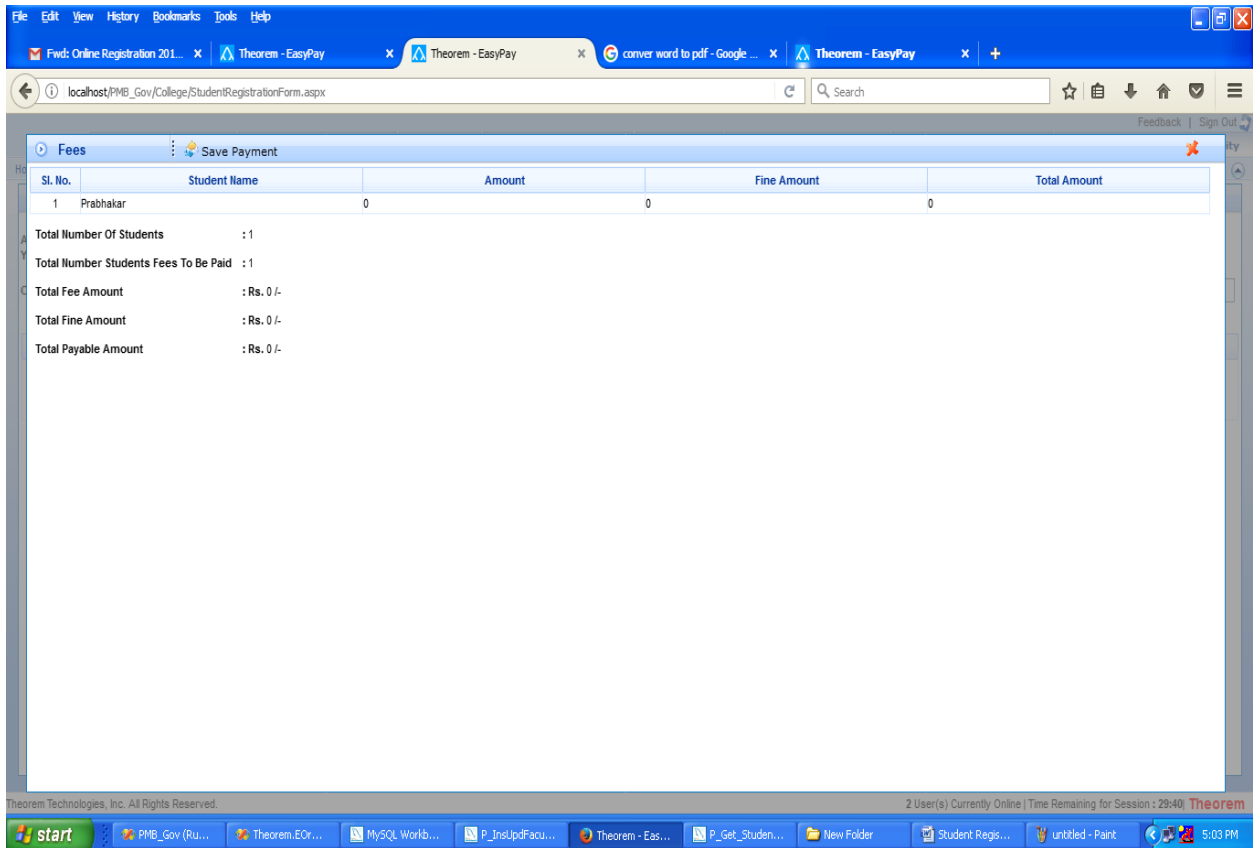 File Edit View History Bookmarks Tools Help
Fwd: Online Registration 201... Theorem - EasyPay Theorem - EasyPay conver word to pdf - Google ... Theorem - EasyPay
localhost/PMB_Gov/College/StudentRegistrationForm.aspx Search
Feedback | Sign Out
Fees Save Payment
Sl. No. Student Name Amount Fine Amount Total Amount
1 Prabhakar 0 0 0
Total Number Of Students : 1
Total Number Students Fees To Be Paid : 1
Total Fee Amount : Rs. 0 /-
Total Fine Amount : Rs. 0 /-
Total Payable Amount : Rs. 0 /-
Theorem Technologies, Inc. All Rights Reserved. 2 User(s) Currently Online | Time Remaining for Session : 29:40| Theorem
start PMB_Gov (Ru... Theorem.EOr... MySQL Workb... P_InsUpdFacu... Theorem - Eas... P_Get_Studen... New Folder Student Regis... untitled - Paint 5:03 PM